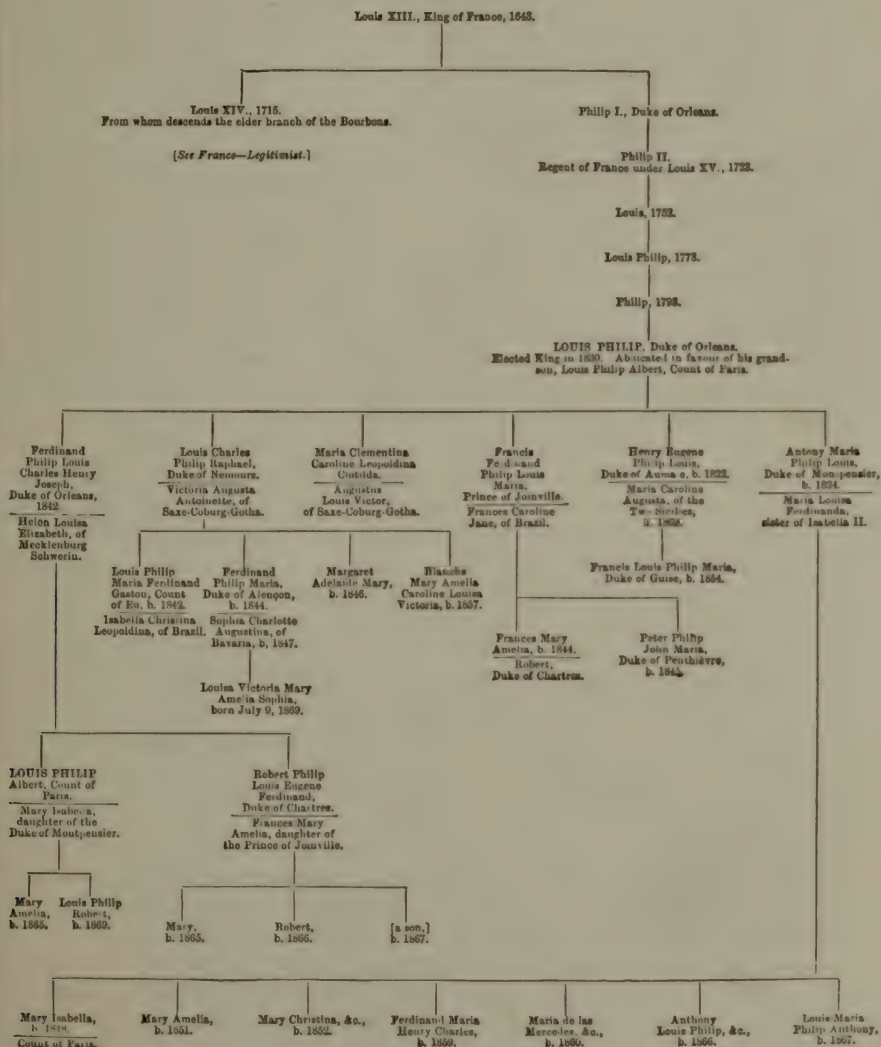 Louis XIII., King of France, 1643.
Louis XIV., 1715.
From whom descends the elder branch of the Bourbons.
[See France—Legitimist.]
Philip I., Duke of Orleans.
Philip II.
Regent of France under Louis XV., 1723.
Louis, 1752.
Louis Philip, 1773.
Philip, 1793.
LOUIS PHILIP, Duke of Orleans.
Elected King in 1830. Abdicated in favour of his grand-
son, Louis Philip Albert, Count of Paris.
Ferdinand
Philip Louis
Charles Henry
Joseph,
Duke of Orleans,
1842.
Helen Louisa
Elizabeth, of
Mecklenburg
Schwerin.
Louis Charles
Philip Raphael,
Duke of Nemours.
Victoria Augusta
Antoinette, of
Saxe-Coburg-Gotha.
Maria Clementina
Caroline Leopoldina
Clotilda.
Augustus
Louis Victor,
of Saxe-Coburg-Gotha.
Francis
Ferdinand
Philip Louis
Maria,
Prince of Joinville.
Frances Caroline
Jane, of Brazil.
Henry Eugene
Philip Louis,
Duke of Aumale, b. 1822.
Maria Caroline
Augusta, of the
Two Sicilies,
b.
Antony Maria
Philip Louis,
Duke of Montpensier,
b. 1824.
Maria Louisa
Ferdinanda,
sister of Isabella II.
Louis Philip
Maria Ferdinand
Gaston, Count
of Eu, b. 1842.
Isabella Christina
Leopoldina, of Brazil.
Ferdinand
Philip Maria,
Duke of Alençon,
b. 1844.
Sophia Charlotte
Augustina, of
Bavaria, b, 1847.
Margaret
Adelaide Mary,
b. 1846.
Blanche
Mary Amelia
Caroline Louisa
Victoria, b. 1857.
Francis Louis Philip Maria,
Duke of Guise, b. 1854.
Frances Mary
Amelia, b. 1844.
Robert,
Duke of Chartres.
Peter Philip
John Maria,
Duke of Penthièvre,
b. 1845.
Louisa Victoria Mary
Amelia Sophia,
born July 9, 1869.
LOUIS PHILIP
Albert, Count of
Paris.
Mary Isabella,
daughter of the
Duke of Montpensier.
Robert Philip
Louis Eugene
Ferdinand,
Duke of Chartres.
Frances Mary
Amelia, daughter of
the Prince of Joinville.
Mary
Amelia,
b. 1865.
Louis Philip
Robert,
b. 1869.
Mary,
b. 1865.
Robert,
b. 1866.
[a son,]
b. 1867.
Mary Isabella,
b. 1848.
Count of Paris.
Mary Amelia,
b. 1851.
Mary Christina, &c.,
b. 1852.
Ferdinand Maria
Henry Charles,
b. 1859.
Maria de las
Mercedes, &c.,
b. 1860.
Anthony
Louis Philip, &c.,
b. 1866.
Louis Maria
Philip Anthony,
b. 1867.